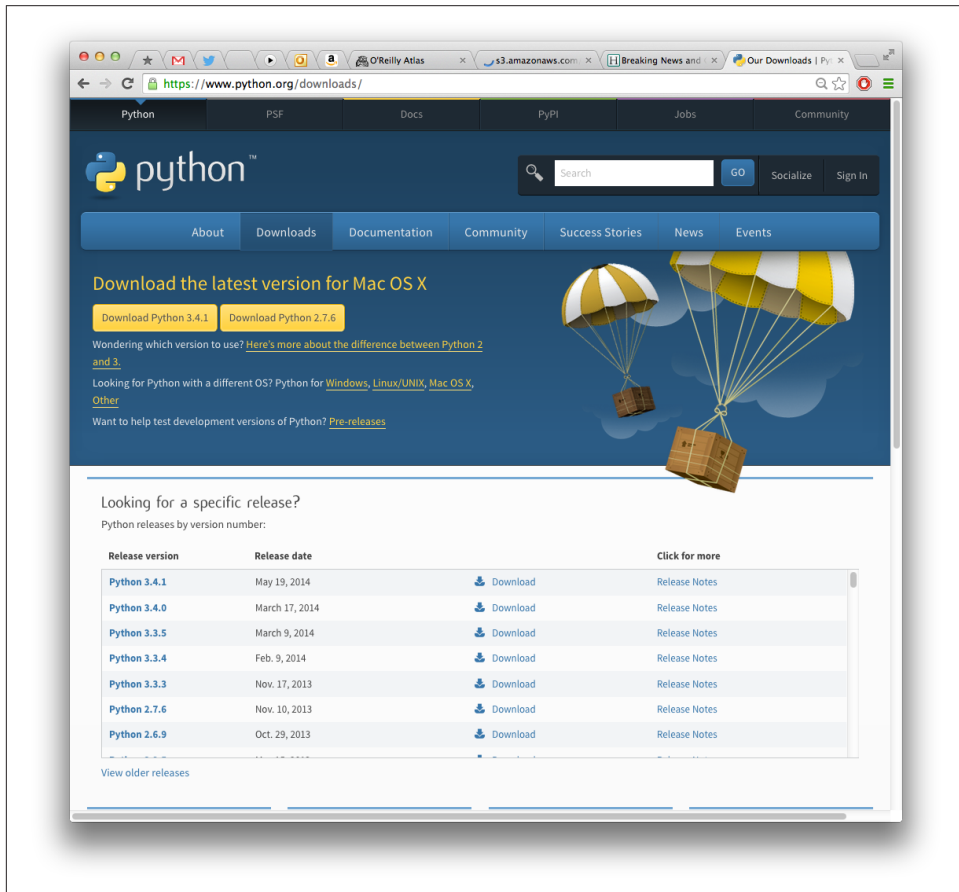 O'Reilly Atlas
s3.amazonaws.com
Breaking News and
Our Downloads | Pyt
https://www.python.org/downloads/
Python PSF Docs PyPI Jobs Community
python™
Search GO Socialize Sign In
About Downloads Documentation Community Success Stories News Events
Download the latest version for Mac OS X
Download Python 3.4.1 Download Python 2.7.6
Wondering which version to use? Here's more about the difference between Python 2
and 3.
Looking for Python with a different OS? Python for Windows, Linux/UNIX, Mac OS X,
Other
Want to help test development versions of Python? Pre-releases
Looking for a specific release?
Python releases by version number:
Release version Release date Click for more
Python 3.4.1 May 19, 2014 Download Release Notes
Python 3.4.0 March 17, 2014 Download Release Notes
Python 3.3.5 March 9, 2014 Download Release Notes
Python 3.3.4 Feb. 9, 2014 Download Release Notes
Python 3.3.3 Nov. 17, 2013 Download Release Notes
Python 2.7.6 Nov. 10, 2013 Download Release Notes
Python 2.6.9 Oct. 29, 2013 Download Release Notes
View older releases